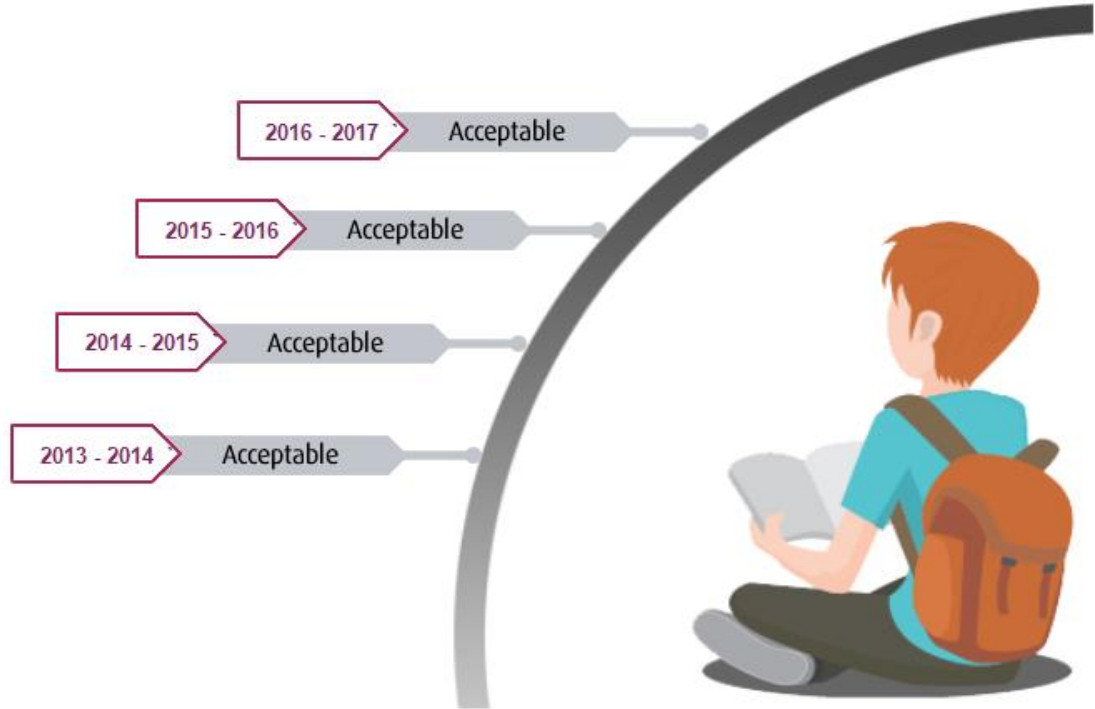 2016 - 2017 Acceptable
2015 - 2016 Acceptable
2014 - 2015 Acceptable
2013 - 2014 Acceptable